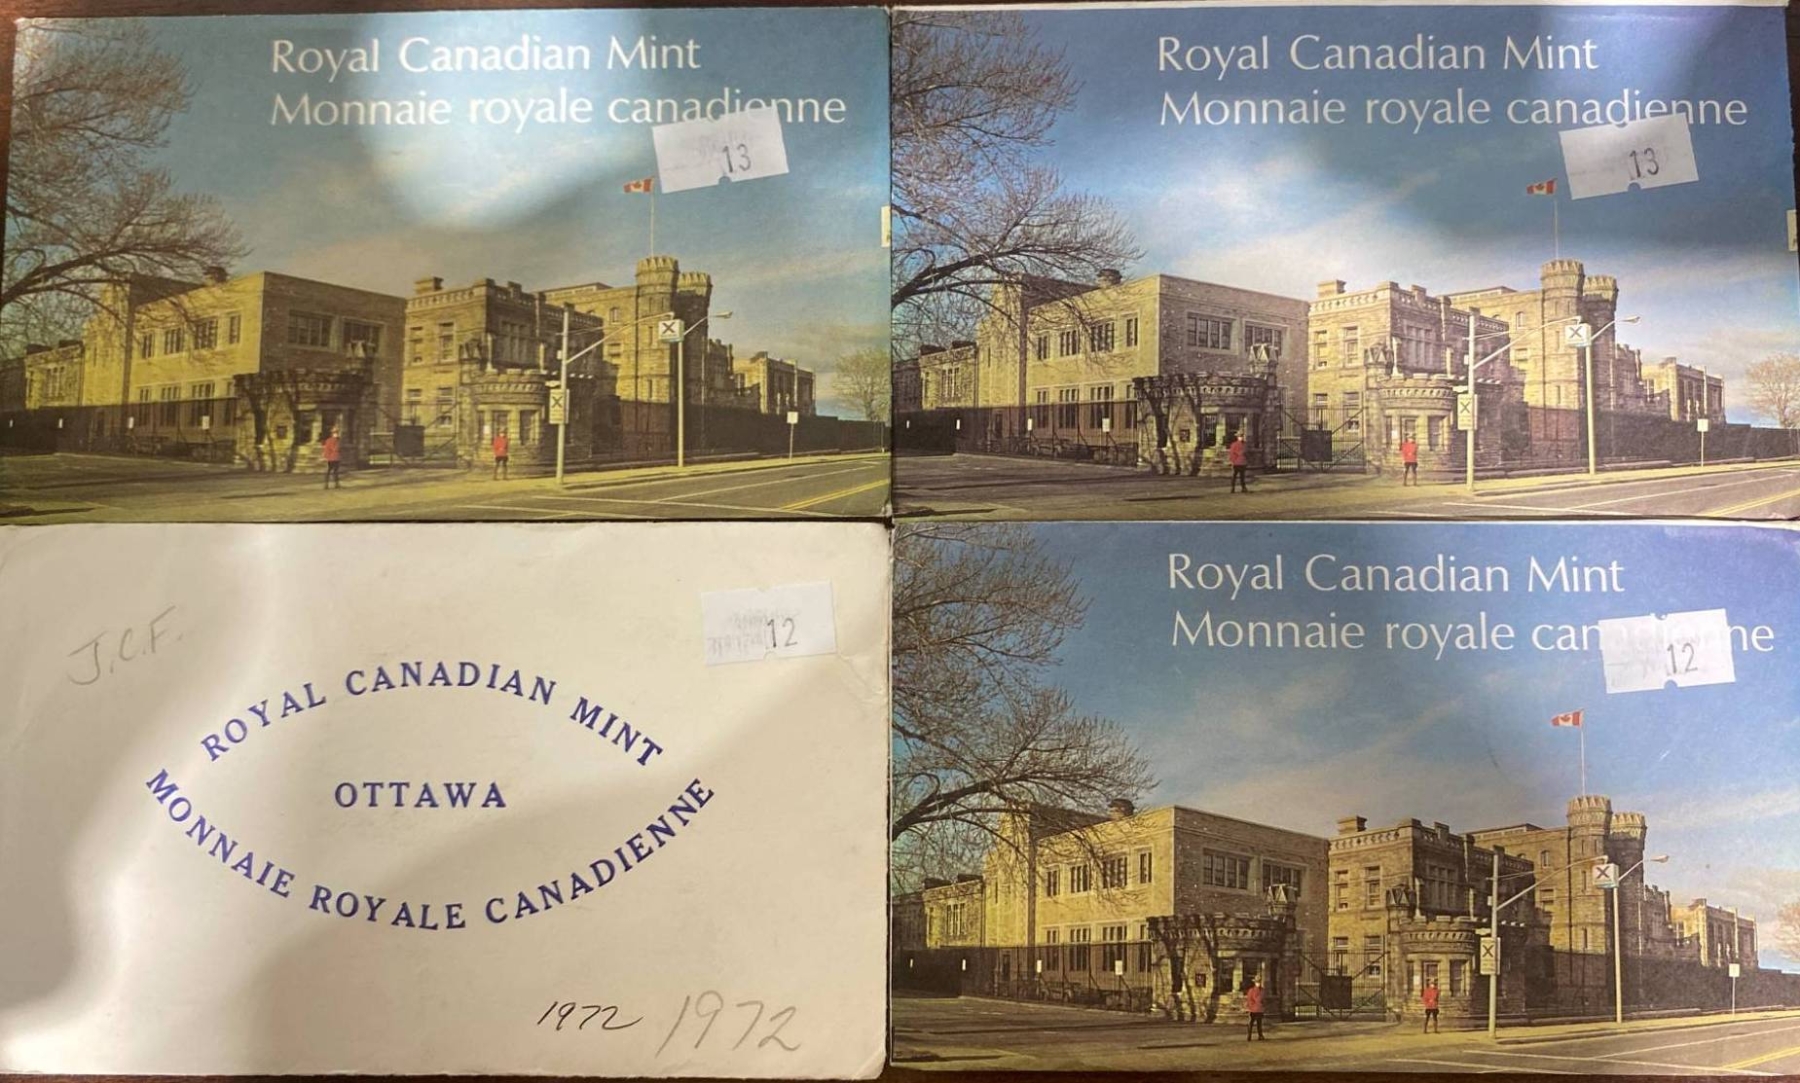 Royal Canadian Mint
Monnaie royale canadienne
13
Royal Canadian Mint
Monnaie royale canadienne
13
J.C.F.
12
ROYAL CANADIAN MINT
OTTAWA
MONNAIE ROYALE CANADIENNE
1972 1972
Royal Canadian Mint
Monnaie royale canadienne
12